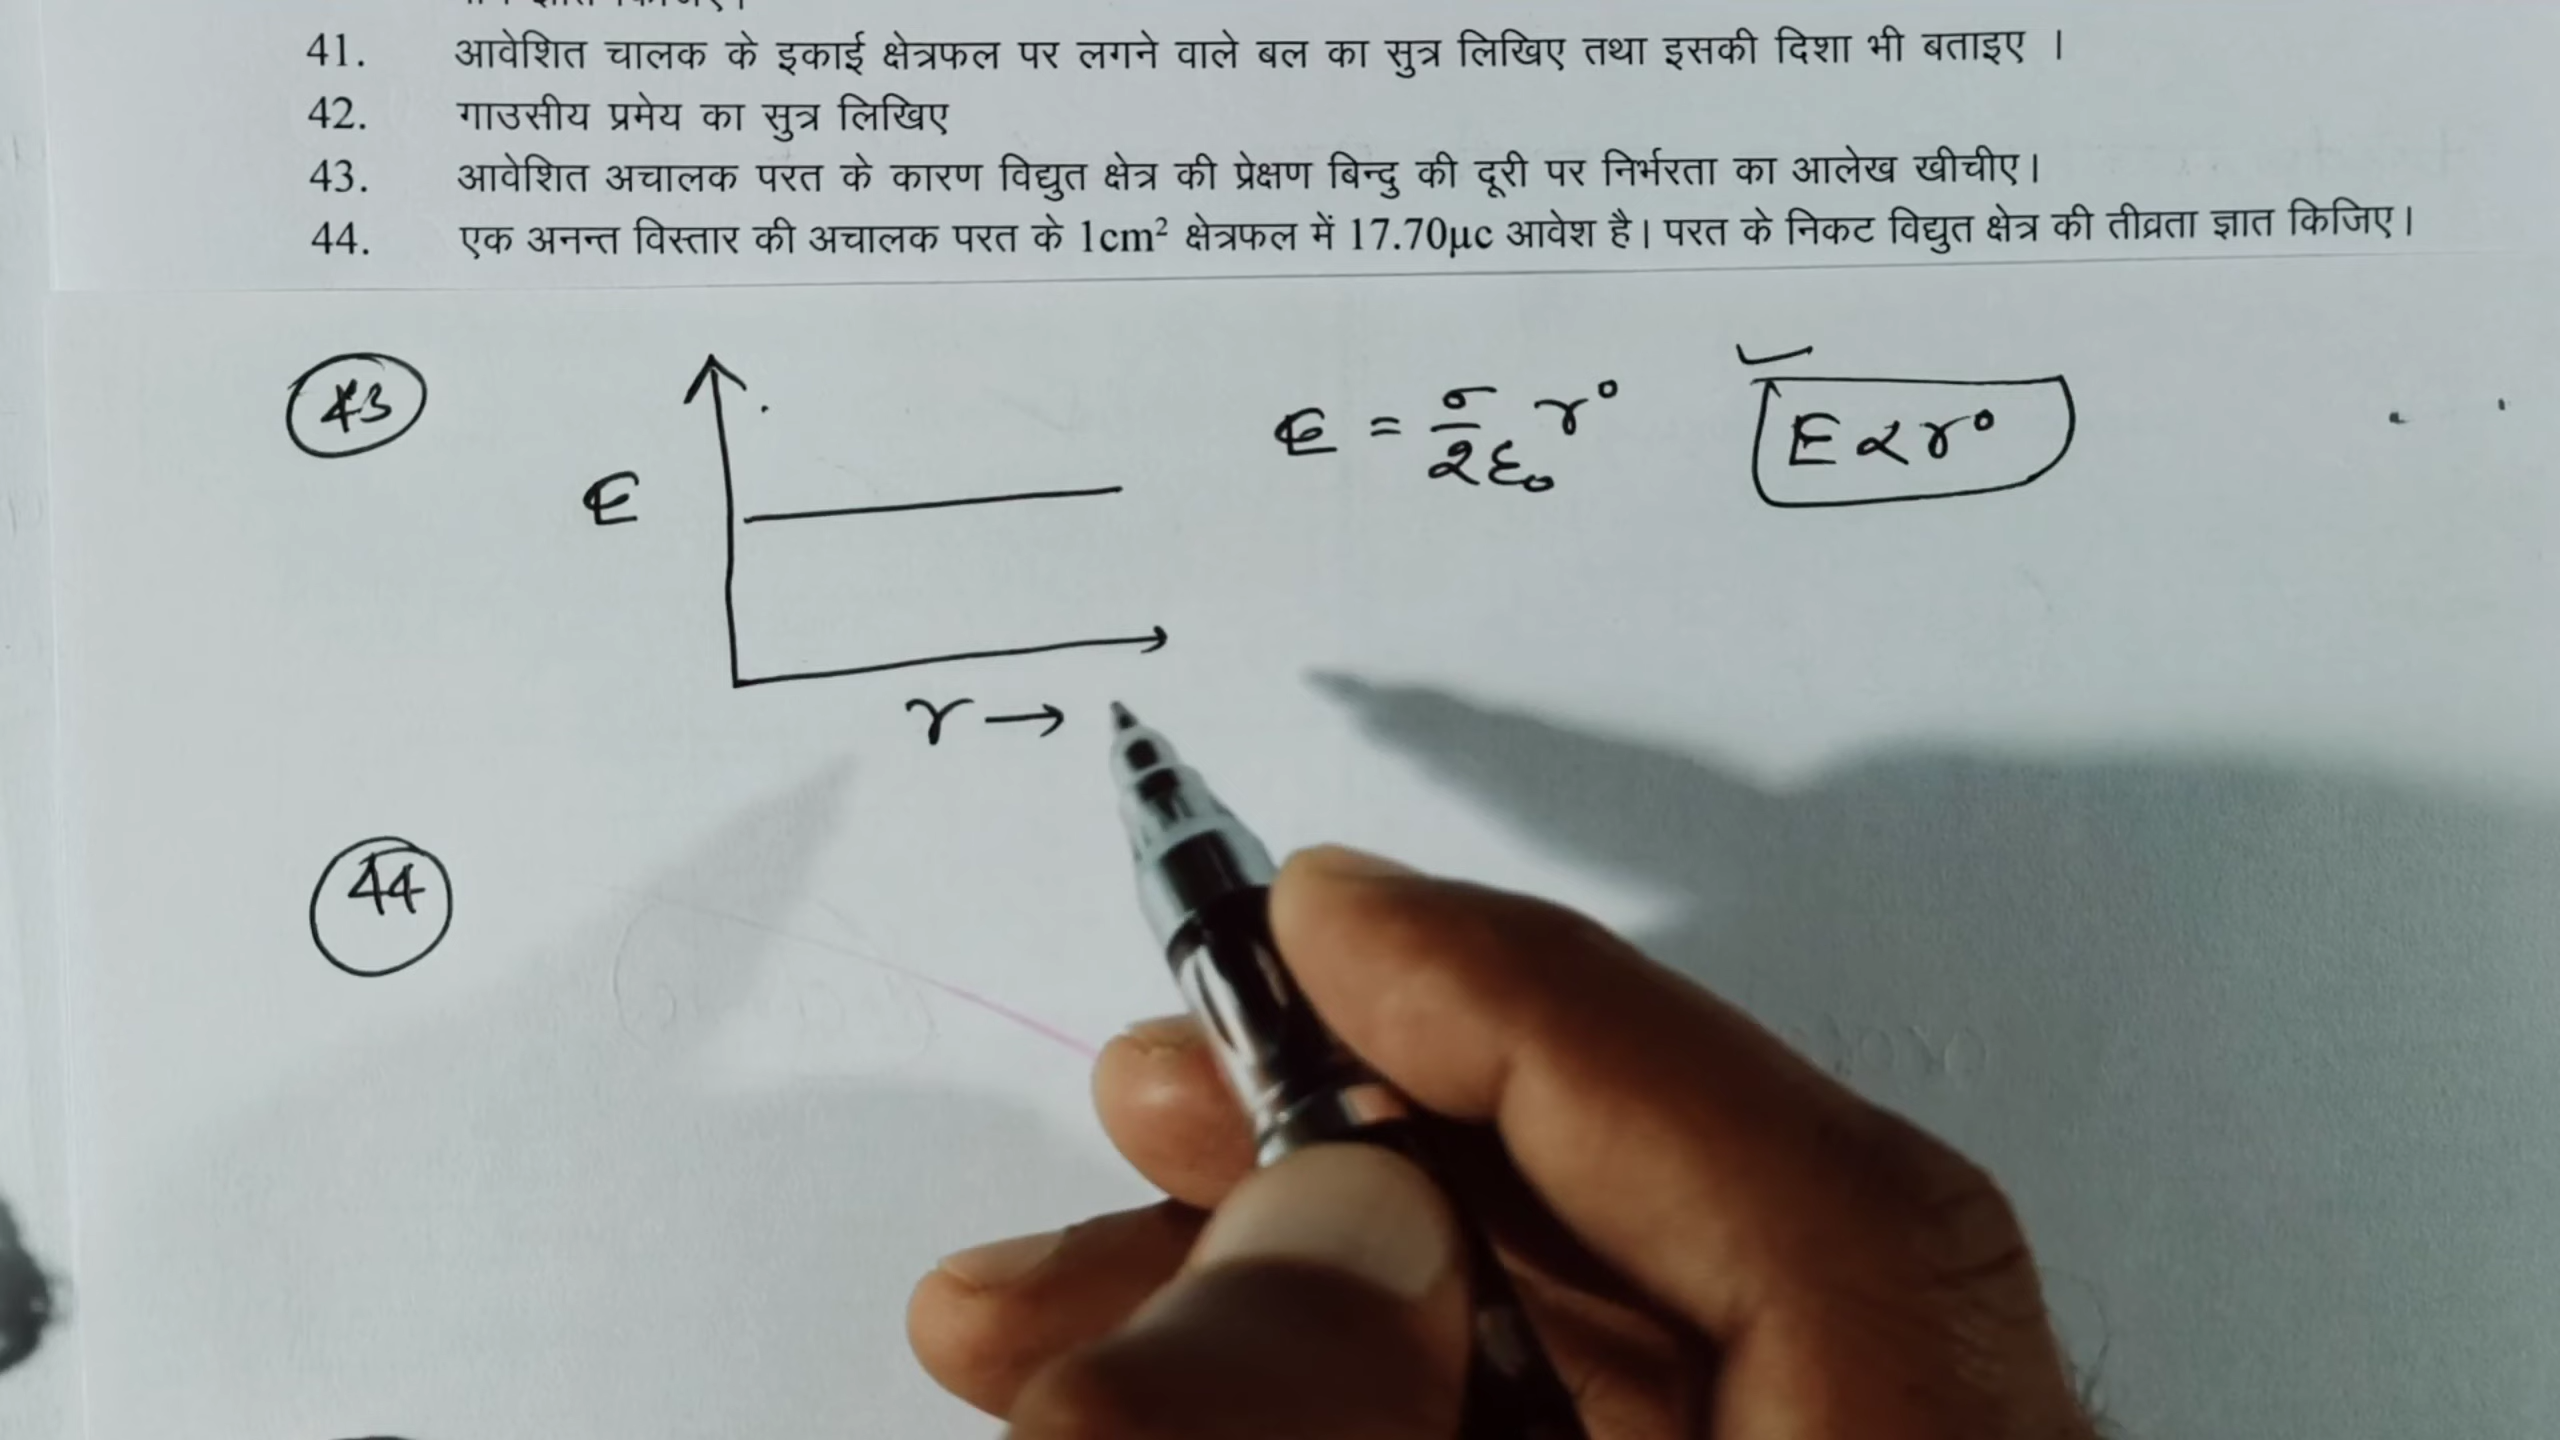 41. आवेशित चालक के इकाई क्षेत्रफल पर लगने वाले बल का सुत्र लिखिए तथा इसकी दिशा भी बताइए ।
42. गाउसीय प्रमेय का सुत्र लिखिए
43. आवेशित अचालक परत के कारण विद्युत क्षेत्र की प्रेक्षण बिन्दु की दूरी पर निर्भरता का आलेख खीचीए।
44. एक अनन्त विस्तार की अचालक परत के 1cm² क्षेत्रफल में 17.70μc आवेश है। परत के निकट विद्युत क्षेत्र की तीव्रता ज्ञात किजिए।
43
E = σ/2ε₀ r⁰
E ∝ r⁰
E
r →
44